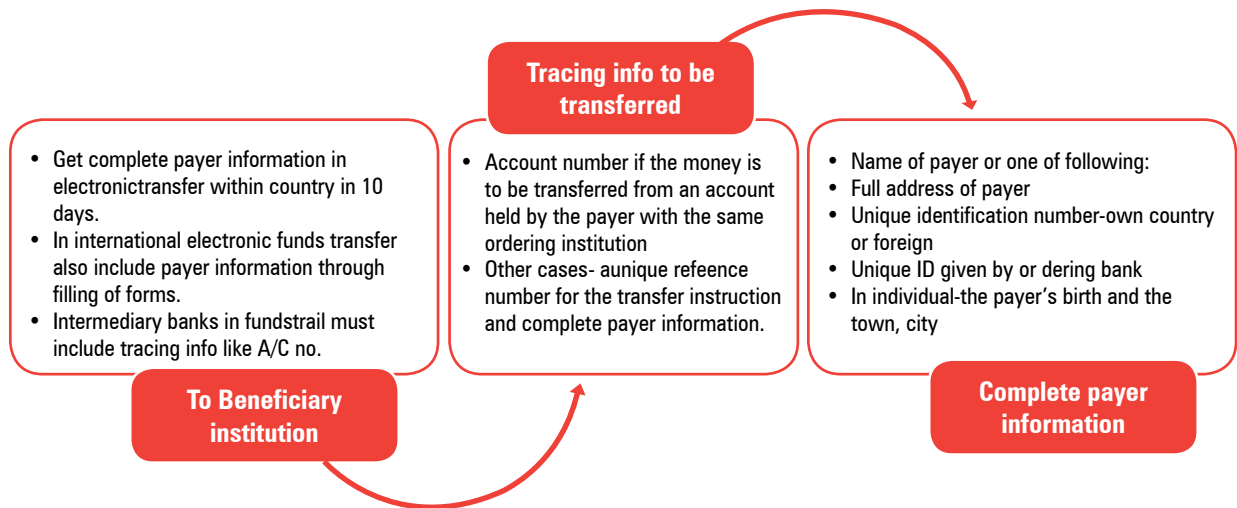 Get complete payer information in
electronictransfer within country in 10
days.
In international electronic funds transfer
also include payer information through
filling of forms.
Intermediary banks in fundstrail must
include tracing info like A/C no.
To Beneficiary
institution
Tracing info to be
transferred
Account number if the money is
to be transferred from an account
held by the payer with the same
ordering institution
Other cases- aunique refeence
number for the transfer instruction
and complete payer information.
Name of payer or one of following:
Full address of payer
Unique identification number-own country
or foreign
Unique ID given by or dering bank
In individual-the payer's birth and the
town, city
Complete payer
information